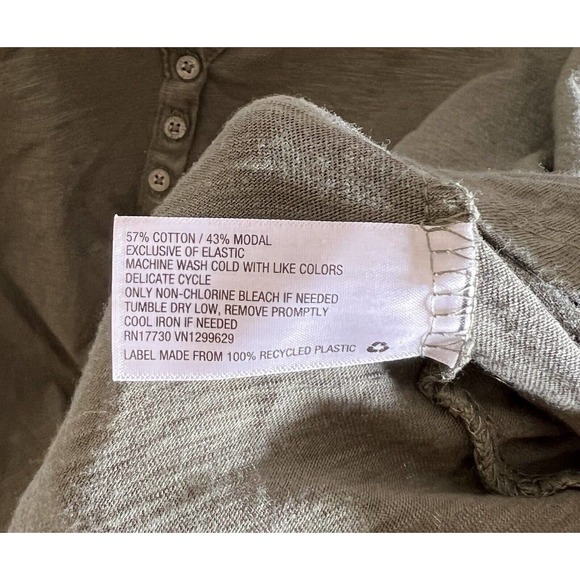 57% COTTON / 43% MODAL
EXCLUSIVE OF ELASTIC
MACHINE WASH COLD WITH LIKE COLORS
DELICATE CYCLE
ONLY NON-CHLORINE BLEACH IF NEEDED
TUMBLE DRY LOW, REMOVE PROMPTLY
COOL IRON IF NEEDED
RN17730 VN1299629
LABEL MADE FROM 100% RECYCLED PLASTIC